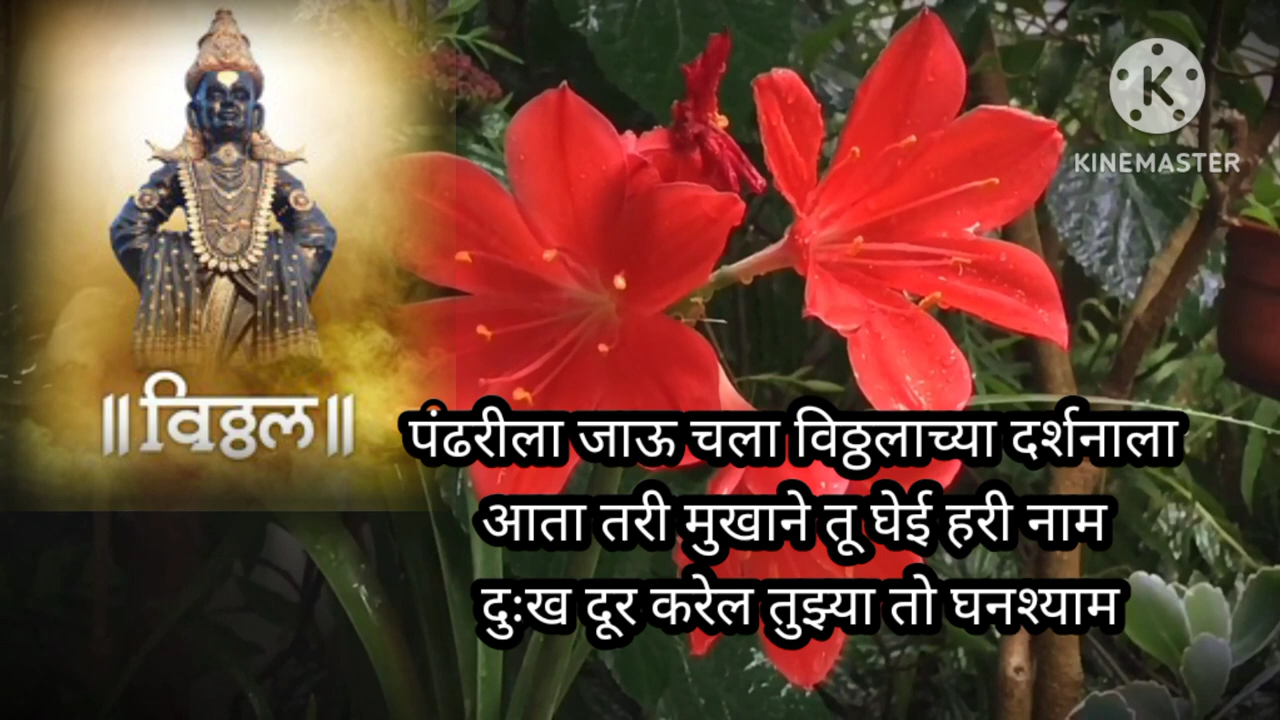 KINEMASTER
॥विठ्ठल॥
पंढरीला जाऊ चला विठ्ठलाच्या दर्शनाला
आता तरी मुखाने तू घेई हरी नाम
दुःख दूर करेल तुझ्या तो घनश्याम